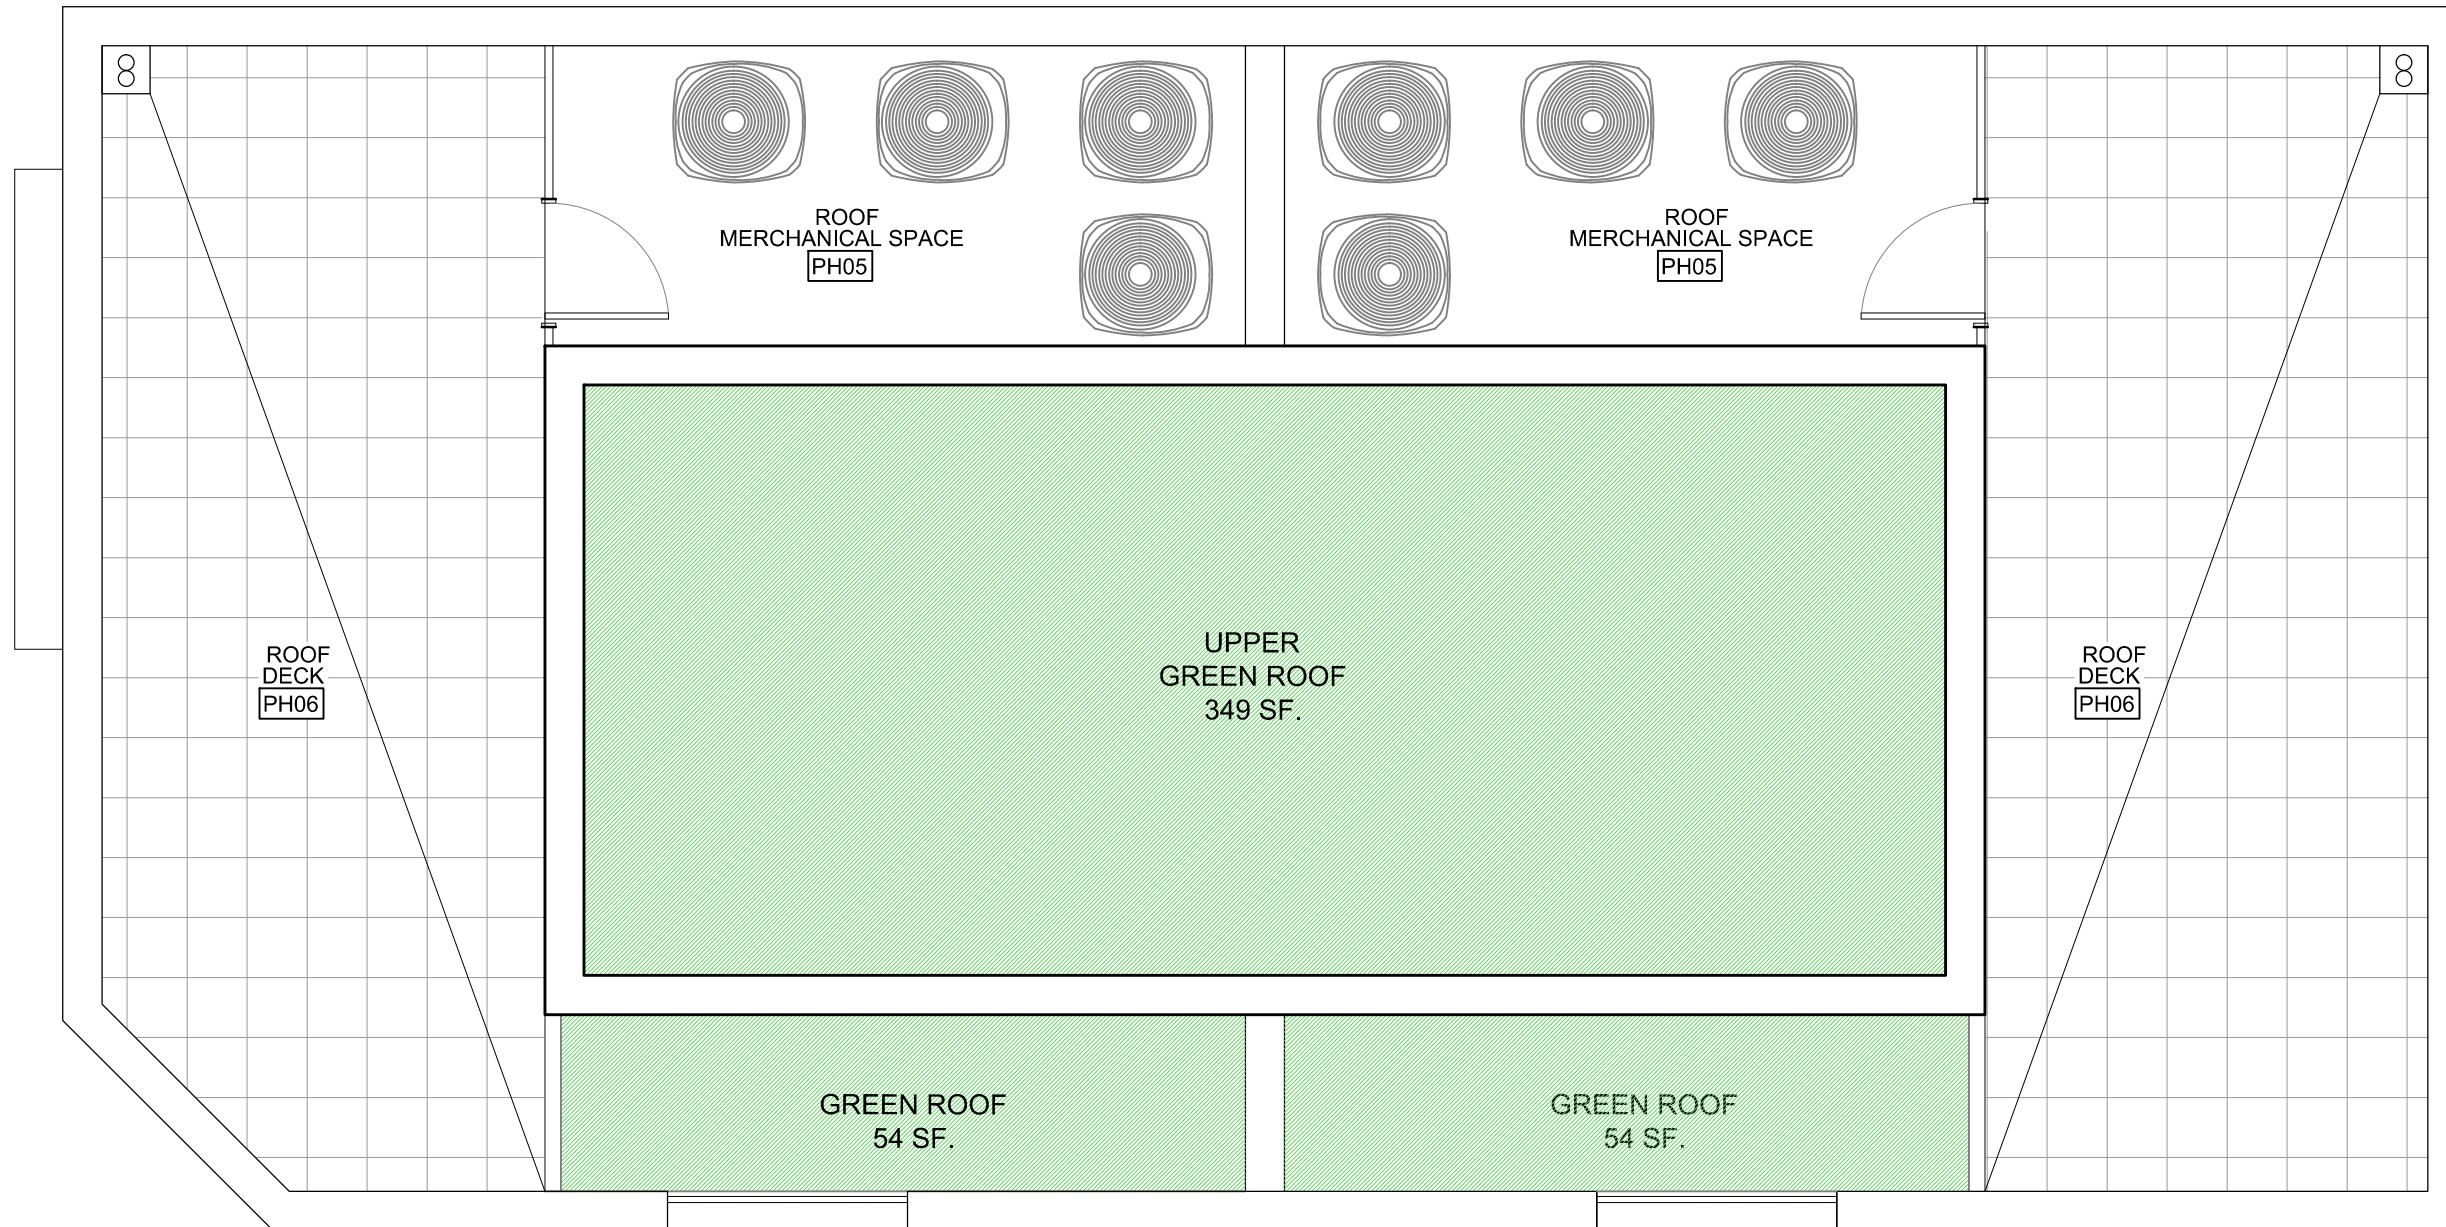 ROOF
MERCHANICAL SPACE
PH05
ROOF
MERCHANICAL SPACE
PH05
ROOF
DECK
PH06
UPPER
GREEN ROOF
349 SF.
ROOF
DECK
PH06
GREEN ROOF
54 SF.
GREEN ROOF
54 SF.